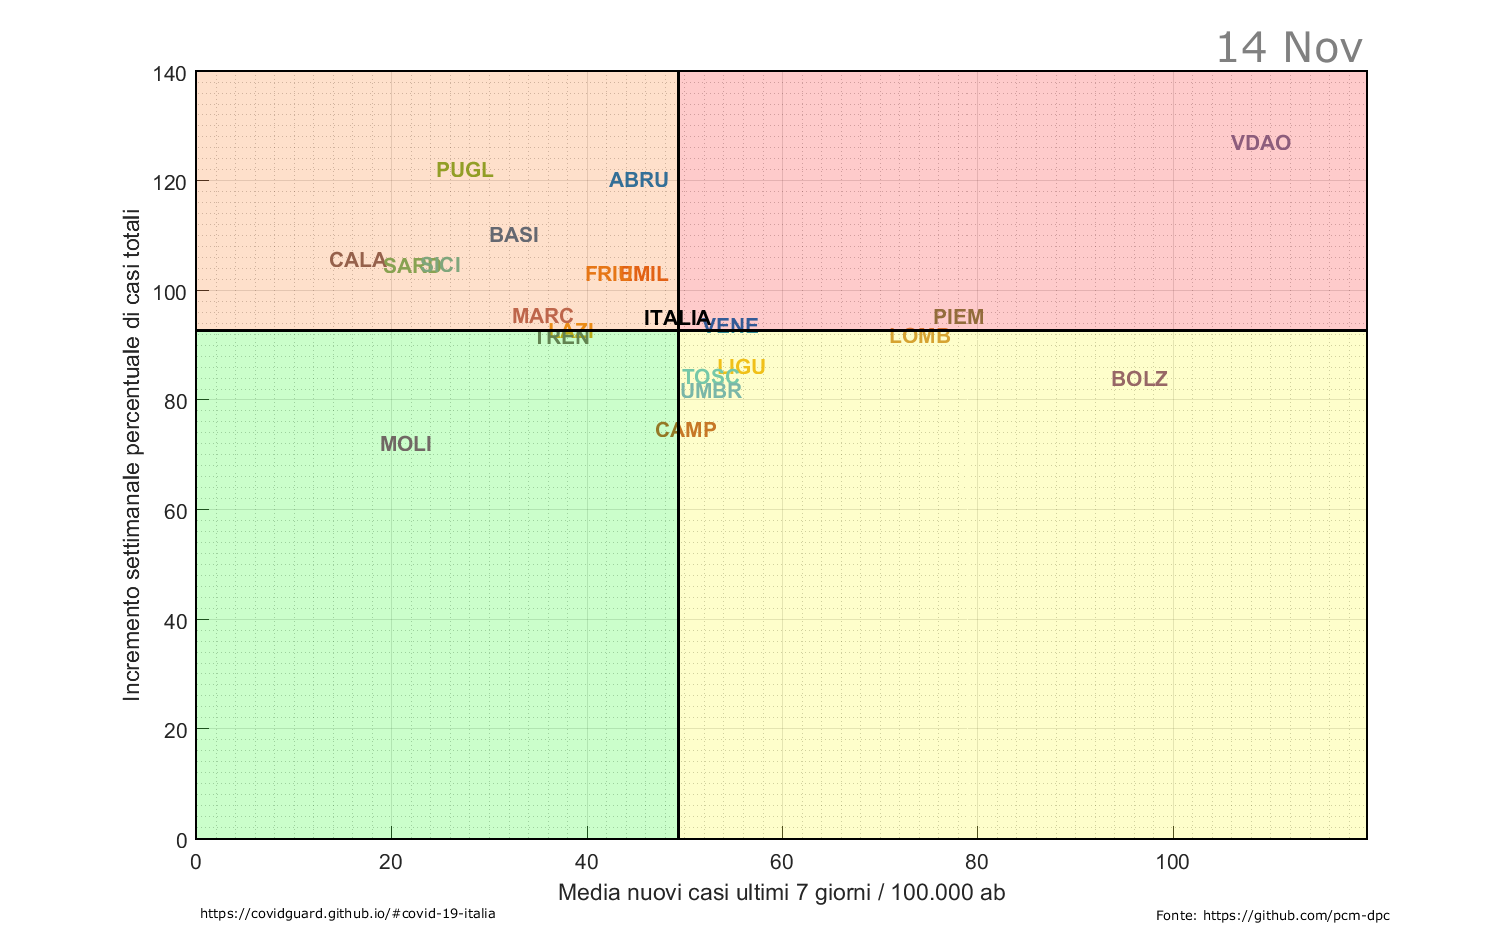 14 Nov
140
120
100
80
60
40
20
0
Incremento settimanale percentuale di casi totali
VDAO
PUGL
ABRU
BASI
CALA
SARD
SICI
FRIU
EMIL
MARC
ITALIA
PIEM
VENE
LAZI
TREN
LOMB
LIGU
TOSC
BOLZ
UMBR
CAMP
MOLI
0 20 40 60 80 100
Media nuovi casi ultimi 7 giorni / 100.000 ab
https://covidguard.github.io/#covid-19-italia
Fonte: https://github.com/pcm-dpc